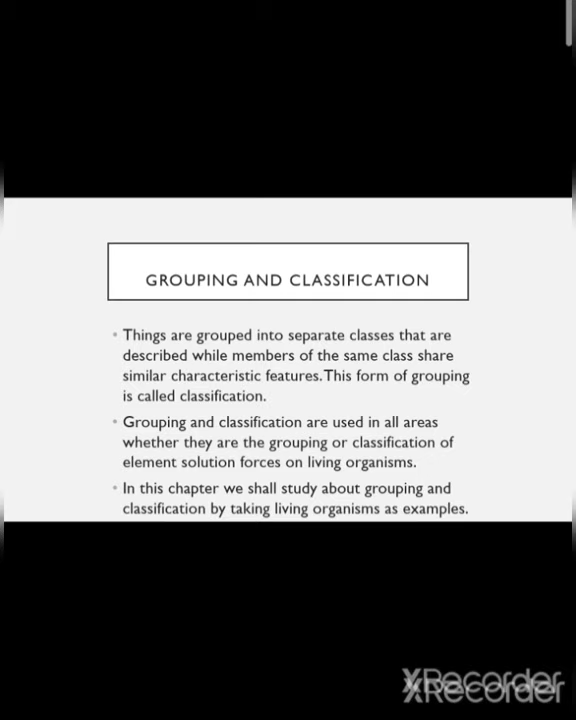 GROUPING AND CLASSIFICATION
• Things are grouped into separate classes that are
described while members of the same class share
similar characteristic features. This form of grouping
is called classification.
• Grouping and classification are used in all areas
whether they are the grouping or classification of
element solution forces on living organisms.
• In this chapter we shall study about grouping and
classification by taking living organisms as examples.
XRecorder
XRecorder